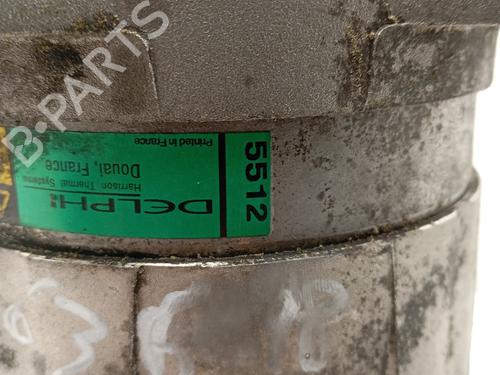 B-PARTS
5512
DELPHI
Harrison Thermal Systems
Douai, France
Printed in France